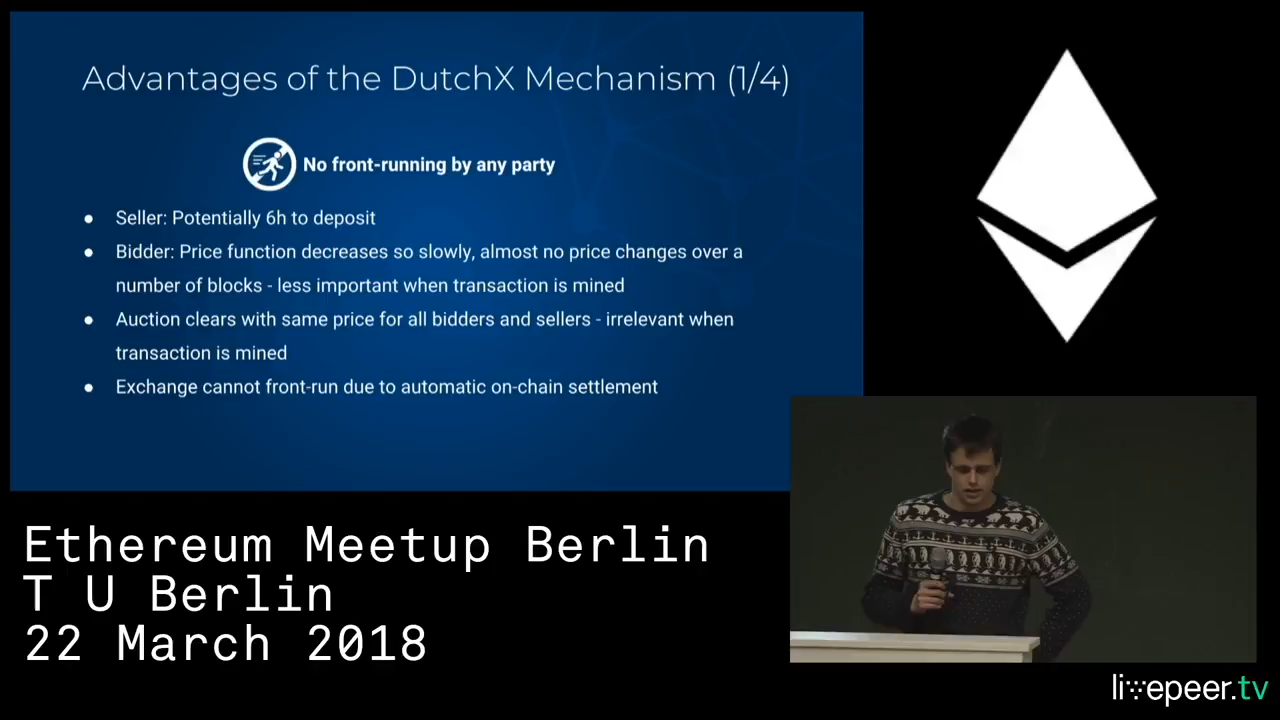 Advantages of the DutchX Mechanism (1/4)
No front-running by any party
● Seller: Potentially 6h to deposit
● Bidder: Price function decreases so slowly, almost no price changes over a
number of blocks - less important when transaction is mined
● Auction clears with same price for all bidders and sellers - irrelevant when
transaction is mined
● Exchange cannot front-run due to automatic on-chain settlement
Ethereum Meetup Berlin
T U Berlin
22 March 2018
livepeer.tv